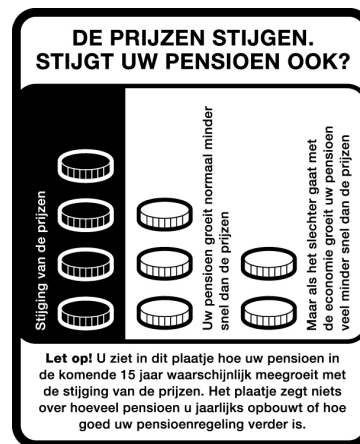 DE PRIJZEN STIJGEN.
STIJGT UW PENSIOEN OOK?
Stijging van de prijzen
Uw pensioen groeit normaal minder
snel dan de prijzen
Maar als het slechter gaat met
de economie groeit uw pensioen
veel minder snel dan de prijzen
Let op! U ziet in dit plaatje hoe uw pensioen in
de komende 15 jaar waarschijnlijk meegroeit met
de stijging van de prijzen. Het plaatje zegt niets
over hoeveel pensioen u jaarlijks opbouwt of hoe
goed uw pensioenregeling verder is.